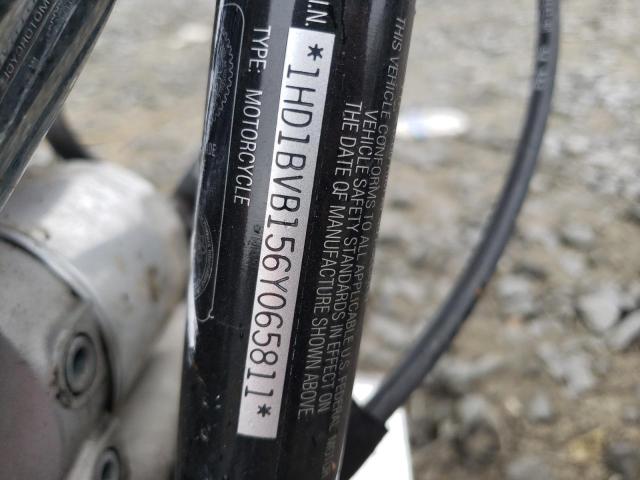 I.N.
*1HD1BVB156Y065811*
TYPE: MOTORCYCLE
THIS VEHICLE CONFORMS TO ALL APPLICABLE U.S. FEDERAL
VEHICLE SAFETY STANDARDS IN EFFECT ON
THE DATE OF MANUFACTURE SHOWN ABOVE